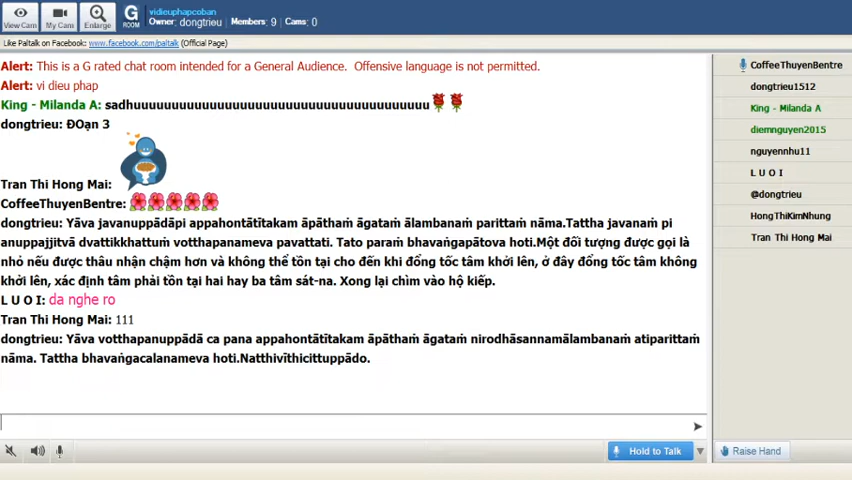 vidieuphapcoban
G
ROOM
Owner: dongtrieu Members: 9 Cams: 0
View Cam My Cam Enlarge
Like Paltalk on Facebook: www.facebook.com/paltalk (Official Page)
Alert: This is a G rated chat room intended for a General Audience. Offensive language is not permitted.
Alert: vi dieu phap
King - Milanda A: sadhuuuuuuuuuuuuuuuuuuuuuuuuuuuuuuuuuuuuuuu
dongtrieu: ĐOạn 3
Tran Thi Hong Mai:
CoffeeThuyenBentre:
dongtrieu: Yāva javanuppādāpi appahontātītakam āpāthaṁ āgataṁ ālambanaṁ parittaṁ nāma.Tattha javanaṁ pi
anuppajjitvā dvattikkhattuṁ votthapanameva pavattati. Tato paraṁ bhavaṅgapātova hoti.Một đối tượng được gọi là
nhỏ nếu được thâu nhận chậm hơn và không thể tồn tại cho đến khi đổng tốc tâm khởi lên, ở đây đổng tốc tâm không
khởi lên, xác định tâm phải tồn tại hai hay ba tâm sát-na. Xong lại chìm vào hộ kiếp.
L U O I: da nghe ro
Tran Thi Hong Mai: 111
dongtrieu: Yāva votthapanuppādā ca pana appahontātītakam āpāthaṁ āgataṁ nirodhāsannamālambanaṁ atiparittaṁ
nāma. Tattha bhavaṅgacalanameva hoti.Natthivīthicittuppādo.
CoffeeThuyenBentre
dongtrieu1512
King - Milanda A
diemnguyen2015
nguyennhu11
L U O I
@dongtrieu
HongThiKimNhung
Tran Thi Hong Mai
Hold to Talk
Raise Hand